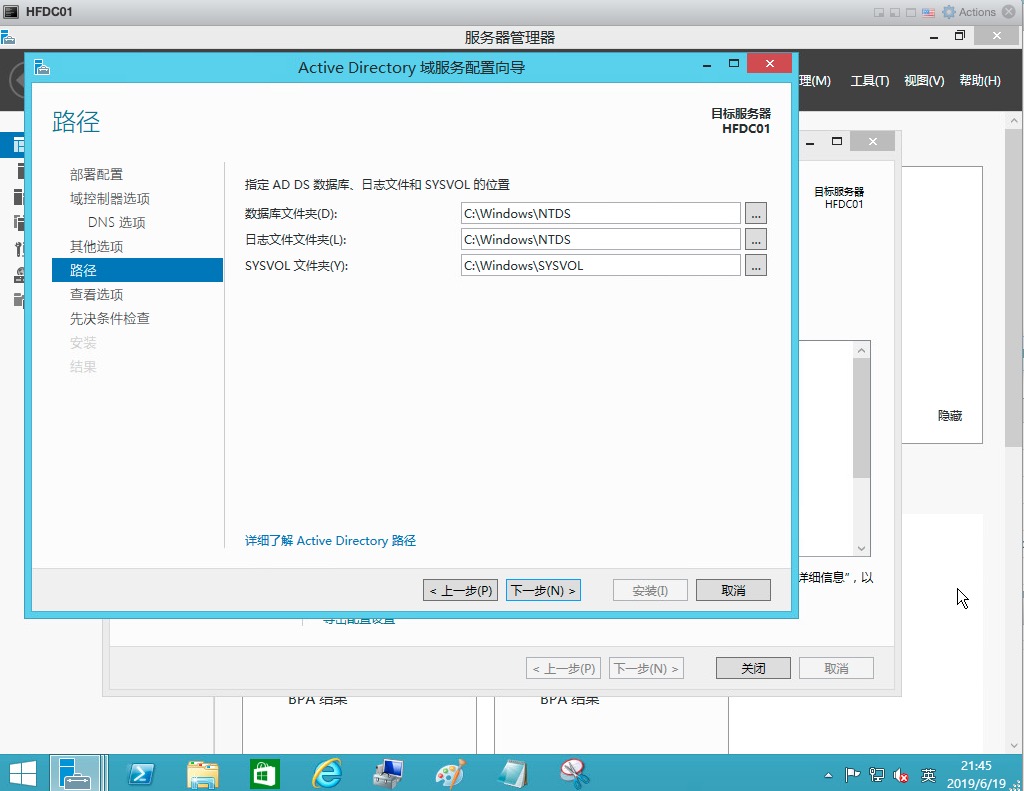 HFDC01
Actions
服务器管理器
Active Directory 域服务配置向导
理(M) 工具(T) 视图(V) 帮助(H)
路径
目标服务器
HFDC01
部署配置
域控制器选项
DNS 选项
其他选项
路径
查看选项
先决条件检查
安装
结果
指定 AD DS 数据库、日志文件和 SYSVOL 的位置
数据库文件夹(D): C:\Windows\NTDS ...
日志文件文件夹(L): C:\Windows\NTDS ...
SYSVOL 文件夹(Y): C:\Windows\SYSVOL ...
详细了解 Active Directory 路径
< 上一步(P) 下一步(N) > 安装(I) 取消
目标服务器
HFDC01
隐藏
详细信息"，以
导出配置设置
< 上一步(P) 下一步(N) > 关闭 取消
BPA 结果 BPA 结果
英
21:45
2019/6/19